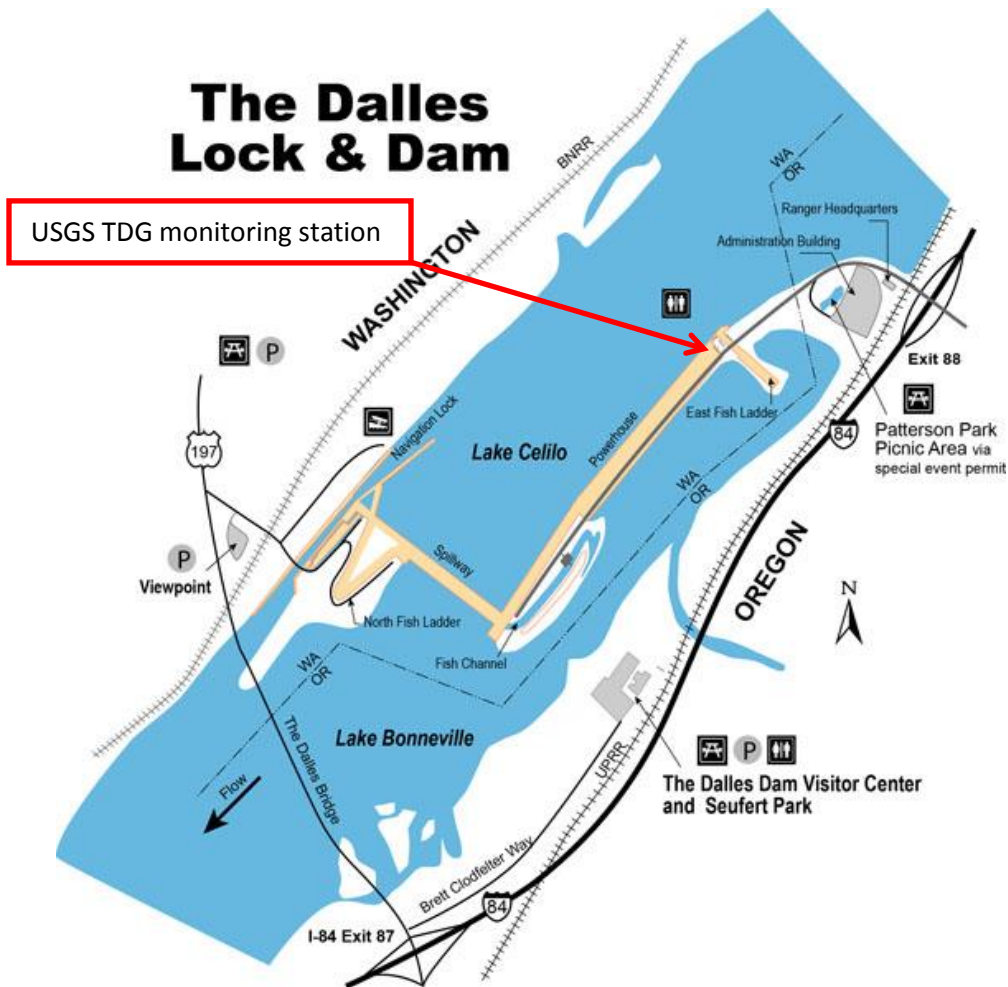 The Dalles
Lock & Dam
USGS TDG monitoring station
BNRR
WASHINGTON
WA
OR
Ranger Headquarters
Administration Building
Exit 88
P
197
Navigation Lock
Lake Celilo
Powerhouse
East Fish Ladder
84
Patterson Park
Picnic Area via
special event permit
WA
OR
OREGON
P
Viewpoint
Spillway
North Fish Ladder
Fish Channel
N
WA
OR
Lake Bonneville
The Dalles Bridge
Flow
UPRR
P
The Dalles Dam Visitor Center
and Seufert Park
Brett Clodfelter Way
84
I-84 Exit 87